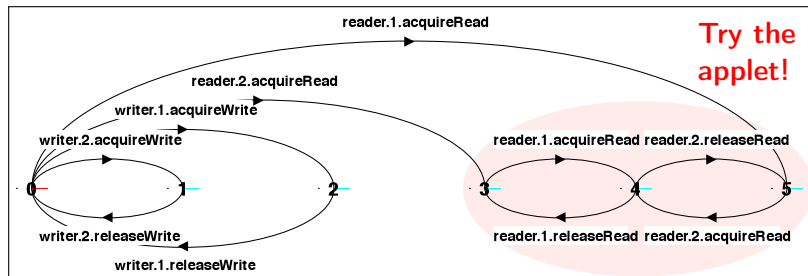 reader.1.acquireRead
Try the
applet!
reader.2.acquireRead
writer.1.acquireWrite
writer.2.acquireWrite
reader.1.acquireRead
reader.2.releaseRead
0
1
2
3
4
5
writer.2.releaseWrite
reader.1.releaseRead
reader.2.acquireRead
writer.1.releaseWrite